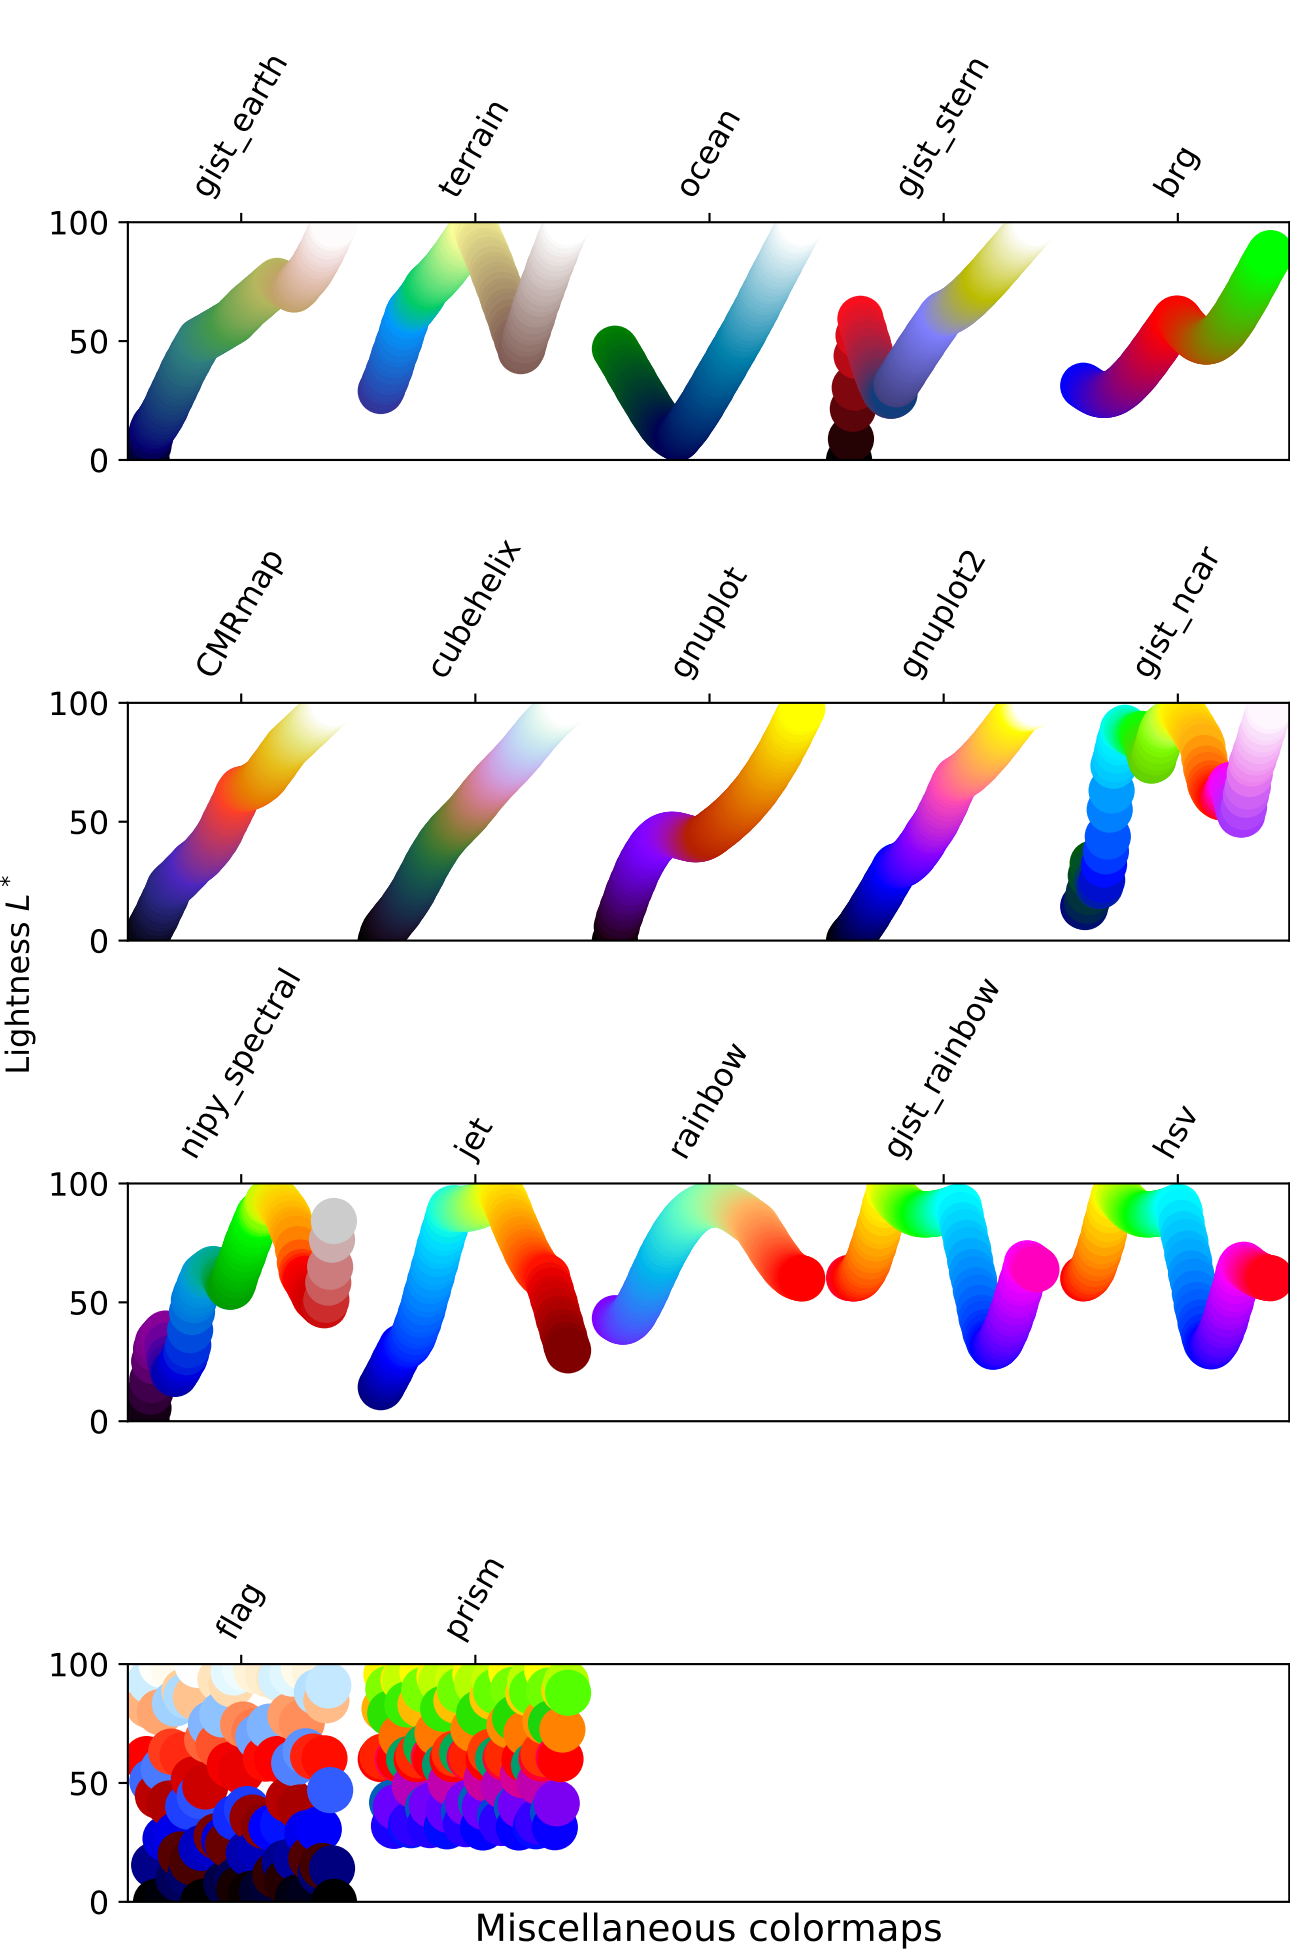 gist_earth terrain ocean gist_stern brg
100
50
0
CMRmap cubehelix gnuplot gnuplot2 gist_ncar
100
50
0
Lightness L*
nipy_spectral jet rainbow gist_rainbow hsv
100
50
0
flag prism
100
50
0
Miscellaneous colormaps